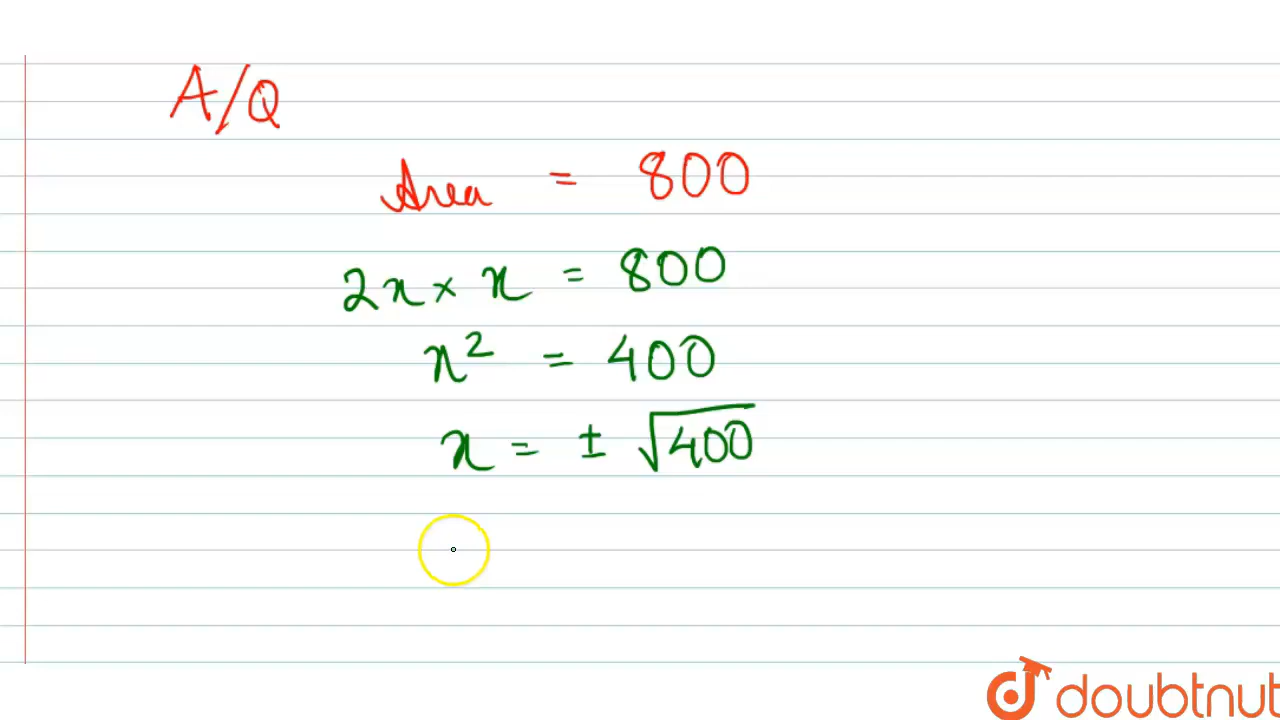 A/Q
Area = 800
2x × x = 800
x² = 400
x = ± √400
doubtnut